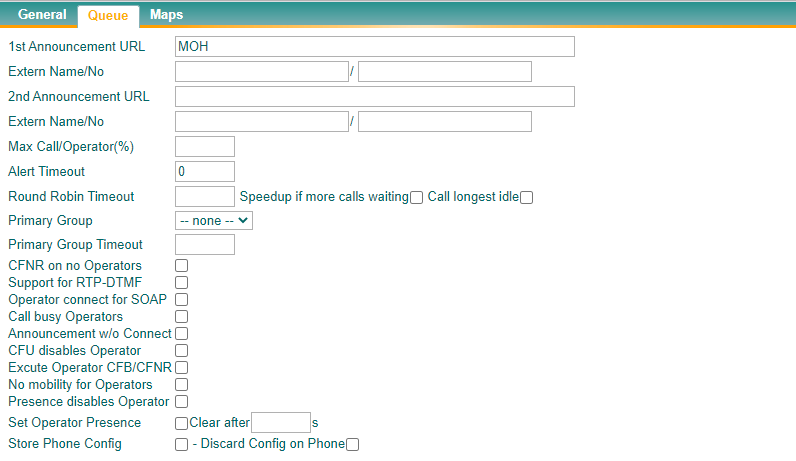 General Queue Maps
1st Announcement URL MOH
Extern Name/No /
2nd Announcement URL
Extern Name/No /
Max Call/Operator(%)
Alert Timeout 0
Round Robin Timeout Speedup if more calls waiting Call longest idle
Primary Group -- none --
Primary Group Timeout
CFNR on no Operators
Support for RTP-DTMF
Operator connect for SOAP
Call busy Operators
Announcement w/o Connect
CFU disables Operator
Excute Operator CFB/CFNR
No mobility for Operators
Presence disables Operator
Set Operator Presence Clear after s
Store Phone Config - Discard Config on Phone